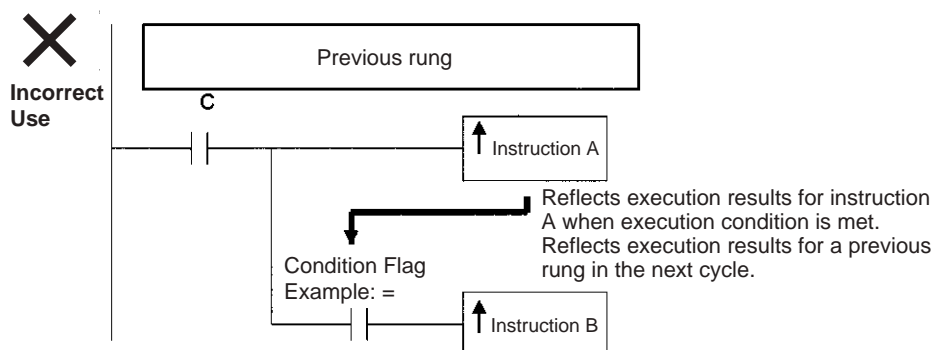 Previous rung
Incorrect
Use
C
Instruction A
Reflects execution results for instruction
A when execution condition is met.
Reflects execution results for a previous
rung in the next cycle.
Condition Flag
Example: =
Instruction B